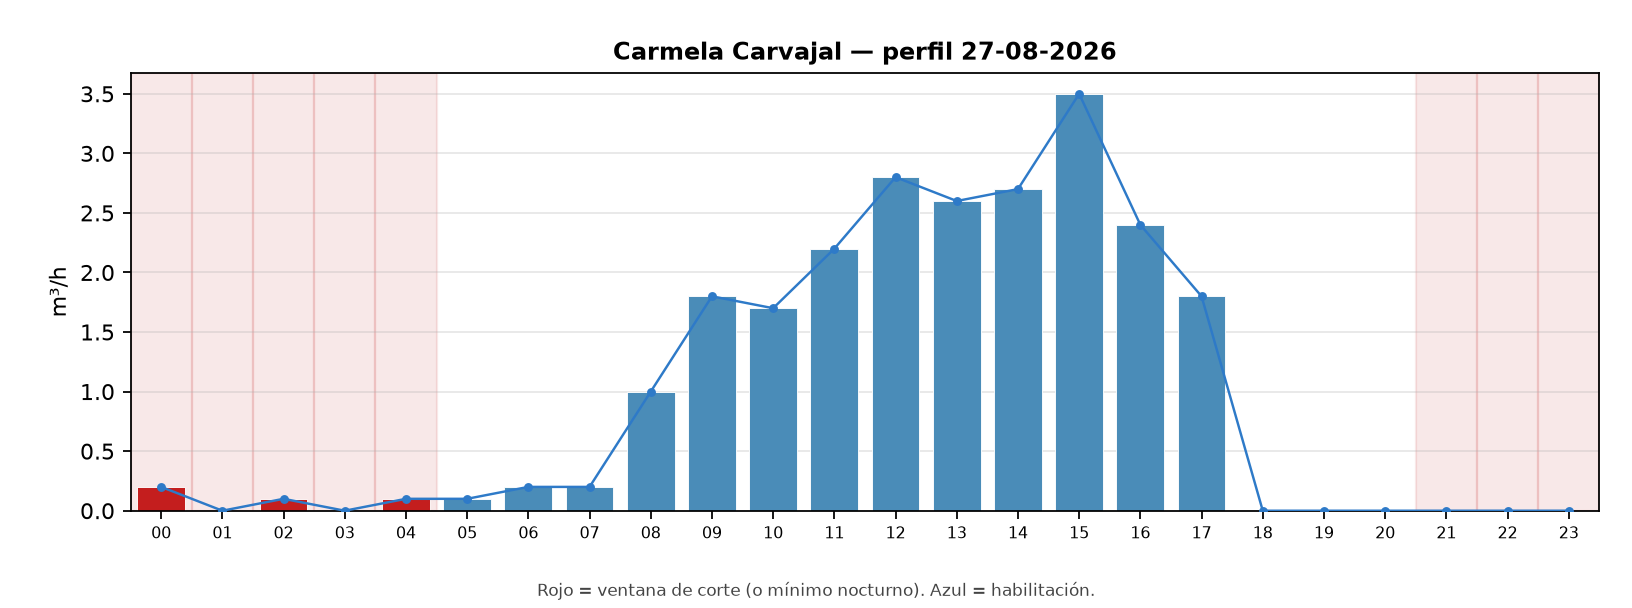 Carmela Carvajal — perfil 27-08-2026
m³/h
3.5
3.0
2.5
2.0
1.5
1.0
0.5
0.0
00 01 02 03 04 05 06 07 08 09 10 11 12 13 14 15 16 17 18 19 20 21 22 23
Rojo = ventana de corte (o mínimo nocturno). Azul = habilitación.